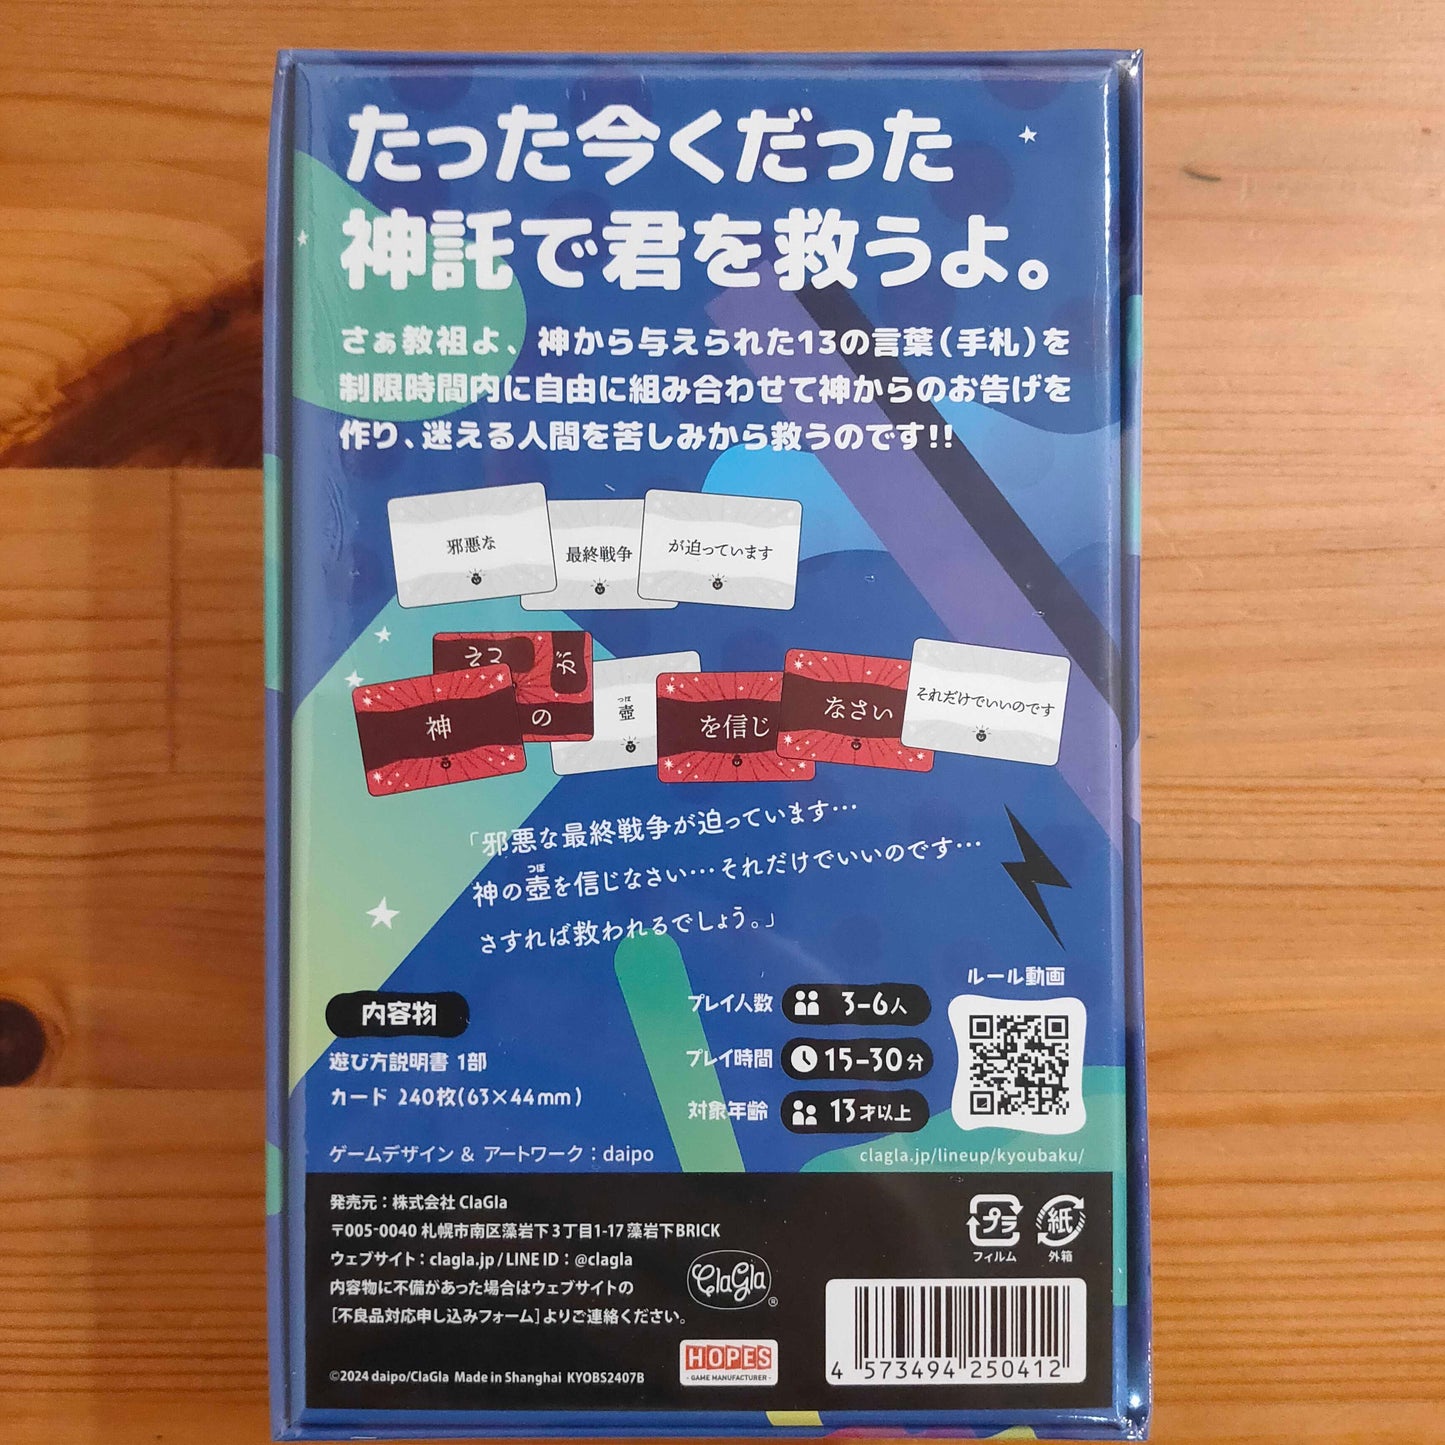 たった今くだった
神託で君を救うよ。
さぁ教祖よ、神から与えられた13の言葉（手札）を
制限時間内に自由に組み合わせて神からのお告げを
作り、迷える人間を苦しみから救うのです!!
邪悪な
最終戦争
が迫っています
神
の
が
つぼ
壺
を信じ
なさい
それだけでいいのです
「邪悪な最終戦争が迫っています…
つぼ
神の壺を信じなさい…それだけでいいのです…
さすれば救われるでしょう。」
内容物
遊び方説明書 1部
カード 240枚(63×44mm)
プレイ人数 3-6人
プレイ時間 15-30分
対象年齢 13才以上
ルール動画
ゲームデザイン & アートワーク：daipo
clagla.jp/lineup/kyoubaku/
発売元：株式会社 ClaGla
〒005-0040 札幌市南区藻岩下３丁目1-17 藻岩下BRICK
ウェブサイト：clagla.jp / LINE ID：@clagla
内容物に不備があった場合はウェブサイトの
［不良品対応申し込みフォーム］よりご連絡ください。
©2024 daipo/ClaGla Made in Shanghai KYOBS2407B
ClaGla
®
HOPES
- GAME MANUFACTURER -
プラ
フィルム
紙
外箱
4 573494 250412